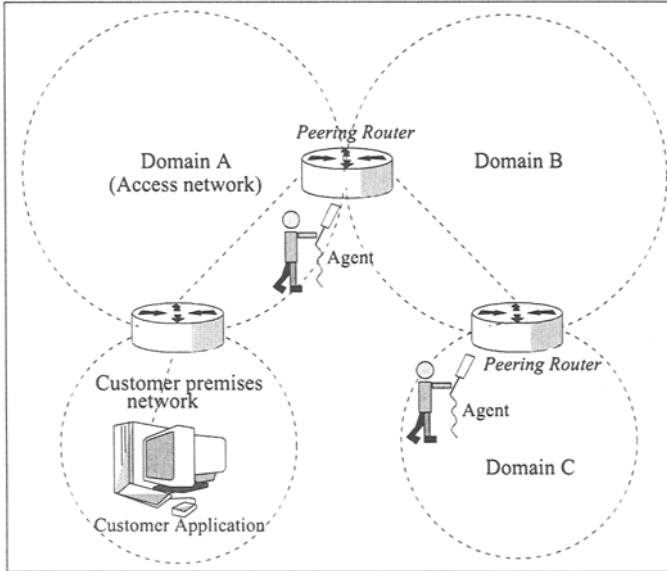 Peering Router
Domain A
(Access network)
Domain B
Agent
Peering Router
Customer premises
network
Agent
Domain C
Customer Application